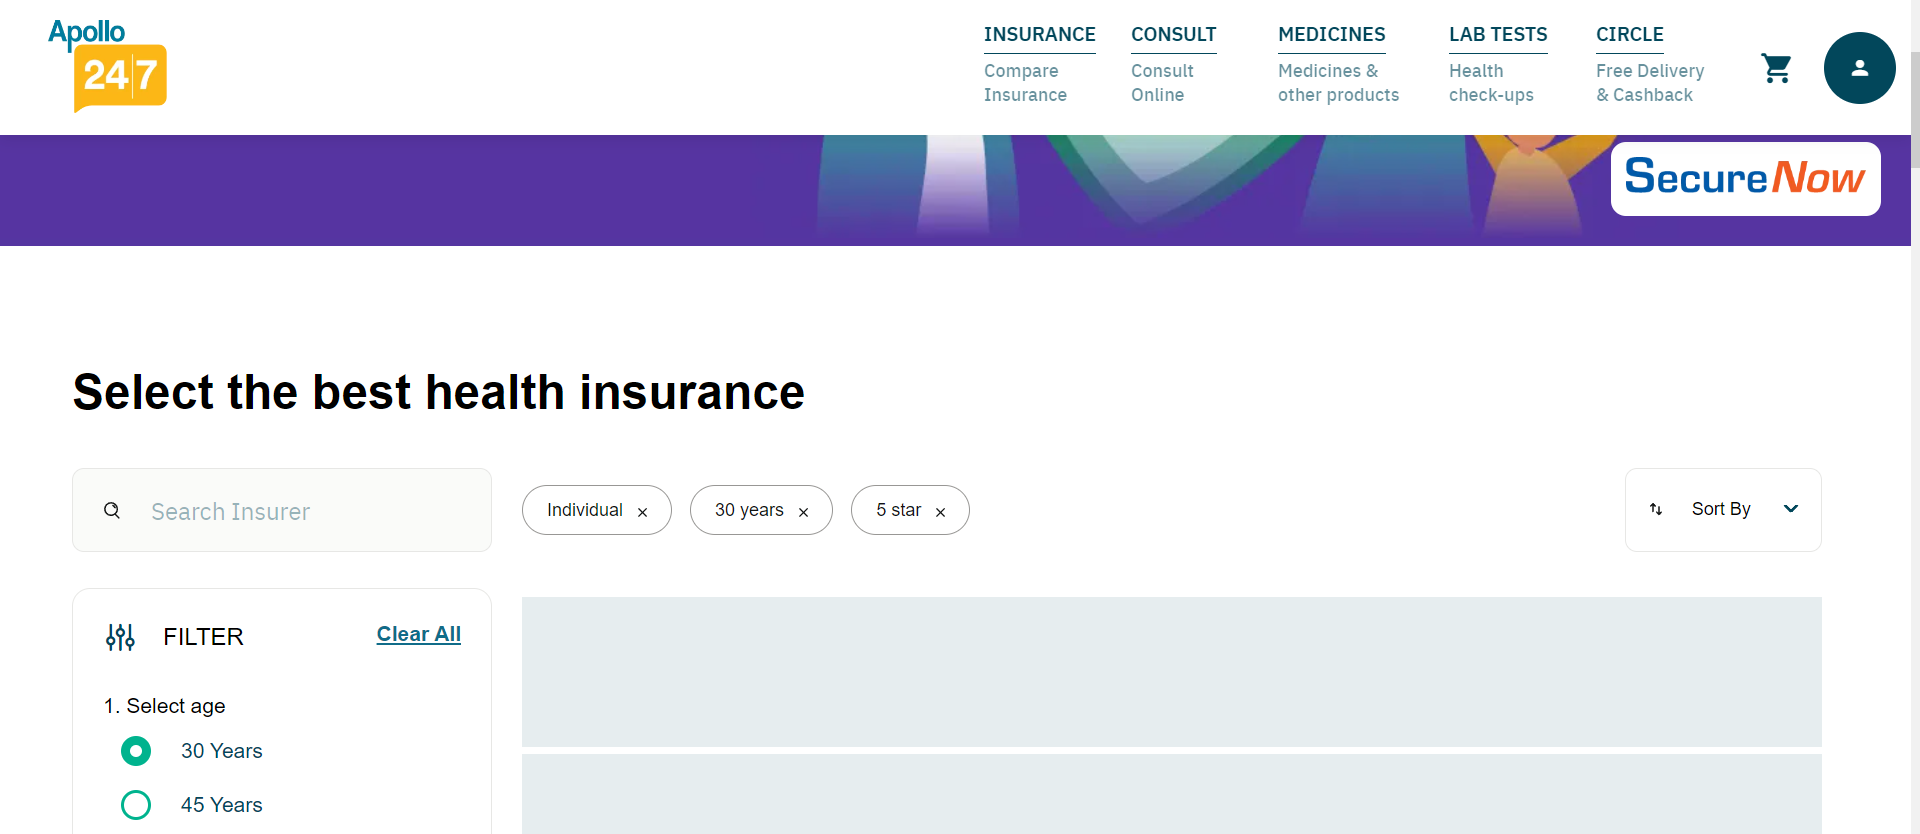 Apollo
24|7
INSURANCE
Compare
Insurance
CONSULT
Consult
Online
MEDICINES
Medicines &
other products
LAB TESTS
Health
check-ups
CIRCLE
Free Delivery
& Cashback
SecureNow
Select the best health insurance
Search Insurer
Individual ×
30 years ×
5 star ×
Sort By
FILTER
Clear All
1. Select age
30 Years
45 Years